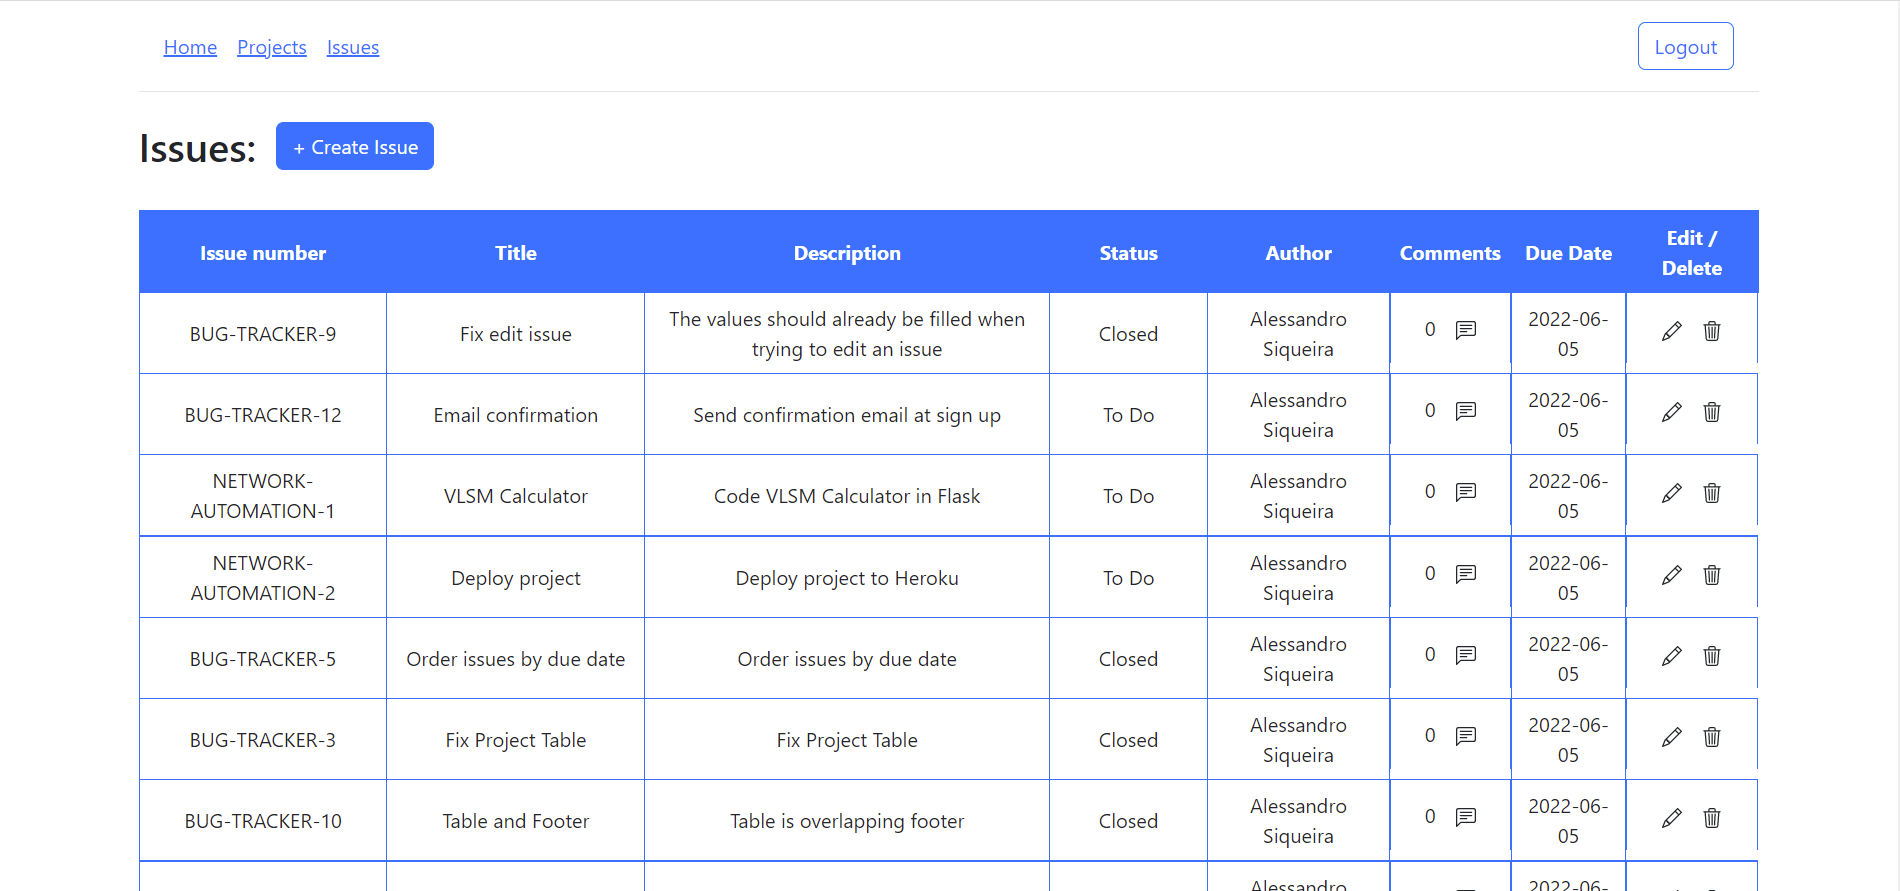 Home Projects Issues Logout
Issues: + Create Issue
Issue number Title Description Status Author Comments Due Date Edit /
Delete
BUG-TRACKER-9 Fix edit issue The values should already be filled when
trying to edit an issue Closed Alessandro
Siqueira 0 2022-06-
05
BUG-TRACKER-12 Email confirmation Send confirmation email at sign up To Do Alessandro
Siqueira 0 2022-06-
05
NETWORK-
AUTOMATION-1 VLSM Calculator Code VLSM Calculator in Flask To Do Alessandro
Siqueira 0 2022-06-
05
NETWORK-
AUTOMATION-2 Deploy project Deploy project to Heroku To Do Alessandro
Siqueira 0 2022-06-
05
BUG-TRACKER-5 Order issues by due date Order issues by due date Closed Alessandro
Siqueira 0 2022-06-
05
BUG-TRACKER-3 Fix Project Table Fix Project Table Closed Alessandro
Siqueira 0 2022-06-
05
BUG-TRACKER-10 Table and Footer Table is overlapping footer Closed Alessandro
Siqueira 0 2022-06-
05
Alessandro 2022-06-